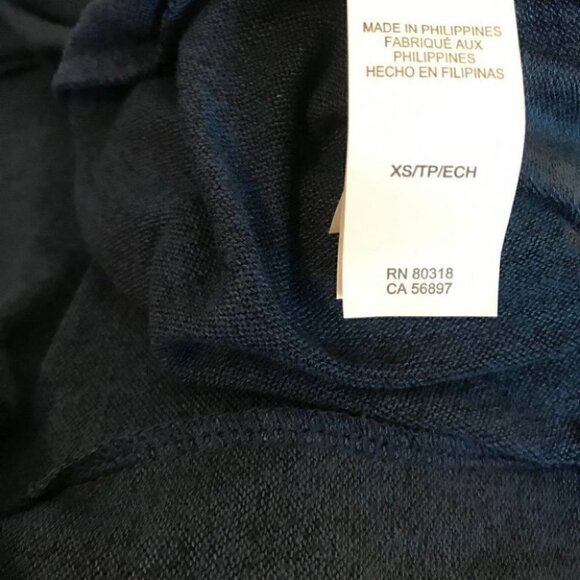 MADE IN PHILIPPINES
FABRIQUÉ AUX
PHILIPPINES
HECHO EN FILIPINAS
XS/TP/ECH
RN 80318
CA 56897